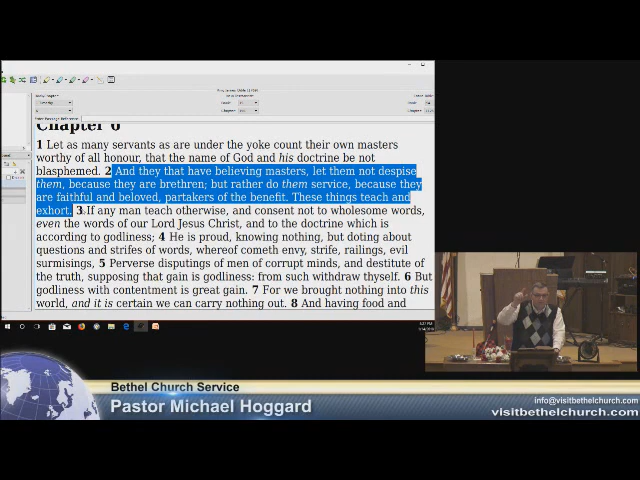 Chapter 6
1 Let as many servants as are under the yoke count their own masters
worthy of all honour, that the name of God and his doctrine be not
blasphemed. 2 And they that have believing masters, let them not despise
them, because they are brethren; but rather do them service, because they
are faithful and beloved, partakers of the benefit. These things teach and
exhort. 3 If any man teach otherwise, and consent not to wholesome words,
even the words of our Lord Jesus Christ, and to the doctrine which is
according to godliness; 4 He is proud, knowing nothing, but doting about
questions and strifes of words, whereof cometh envy, strife, railings, evil
surmisings, 5 Perverse disputings of men of corrupt minds, and destitute of
the truth, supposing that gain is godliness: from such withdraw thyself. 6 But
godliness with contentment is great gain. 7 For we brought nothing into this
world, and it is certain we can carry nothing out. 8 And having food and
Bethel Church Service
Pastor Michael Hoggard
info@visitbethelchurch.com
visitbethelchurch.com